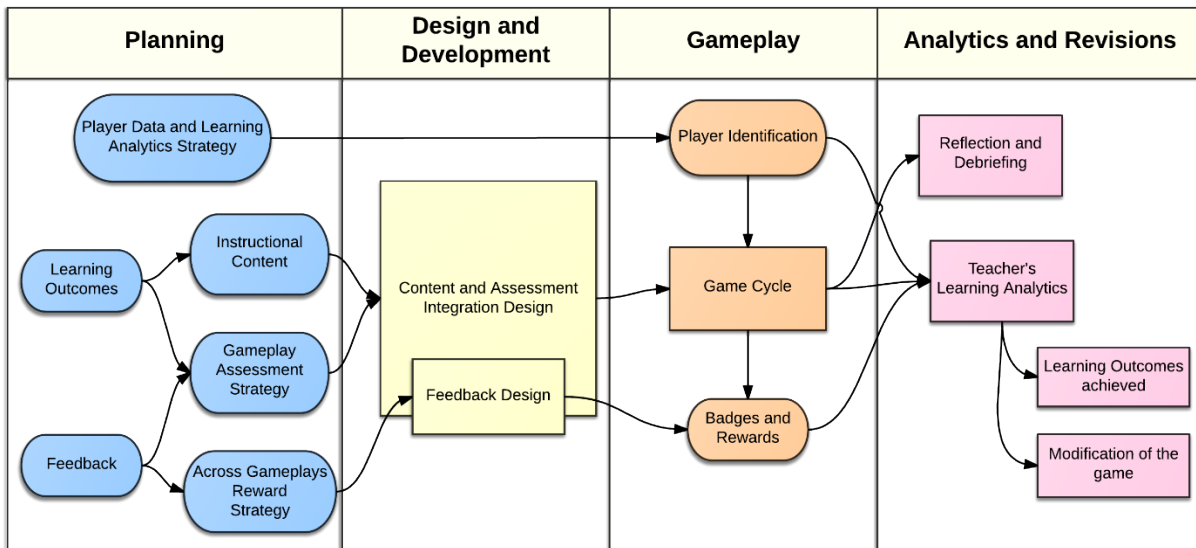 Planning
Design and
Development
Gameplay
Analytics and Revisions
Player Data and Learning
Analytics Strategy
Player Identification
Reflection and
Debriefing
Learning
Outcomes
Instructional
Content
Content and Assessment
Integration Design
Game Cycle
Teacher's
Learning Analytics
Gameplay
Assessment
Strategy
Feedback Design
Badges and
Rewards
Learning Outcomes
achieved
Feedback
Across Gameplays
Reward
Strategy
Modification of the
game